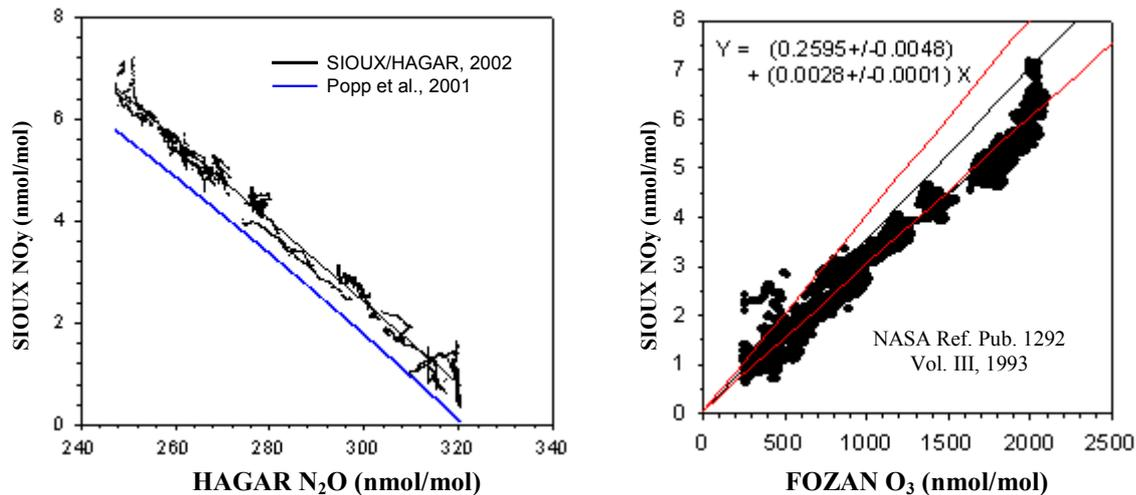 SIOUX NOy (nmol/mol)
8
6
4
2
0
SIOUX/HAGAR, 2002
Popp et al., 2001
240 260 280 300 320 340
HAGAR N₂O (nmol/mol)
SIOUX NOy (nmol/mol)
8
7
6
5
4
3
2
1
0
Y = (0.2595+/-0.0048)
+ (0.0028+/-0.0001) X
NASA Ref. Pub. 1292
Vol. III, 1993
0 500 1000 1500 2000 2500
FOZAN O₃ (nmol/mol)